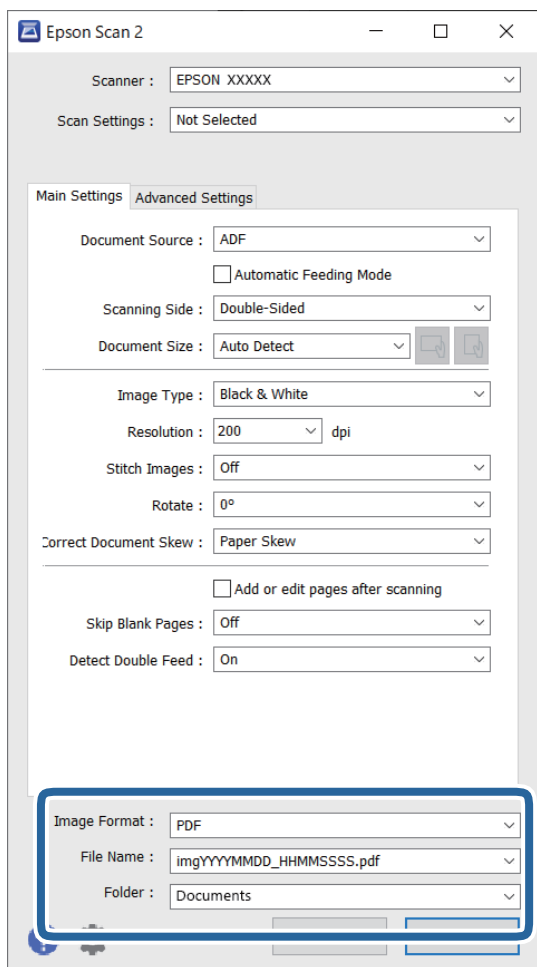 Epson Scan 2
Scanner : EPSON XXXXX
Scan Settings : Not Selected
Main Settings Advanced Settings
Document Source : ADF
Automatic Feeding Mode
Scanning Side : Double-Sided
Document Size : Auto Detect
Image Type : Black & White
Resolution : 200 dpi
Stitch Images : Off
Rotate : 0°
Correct Document Skew : Paper Skew
Add or edit pages after scanning
Skip Blank Pages : Off
Detect Double Feed : On
Image Format : PDF
File Name : imgYYYYMMDD_HHMMSSSS.pdf
Folder : Documents